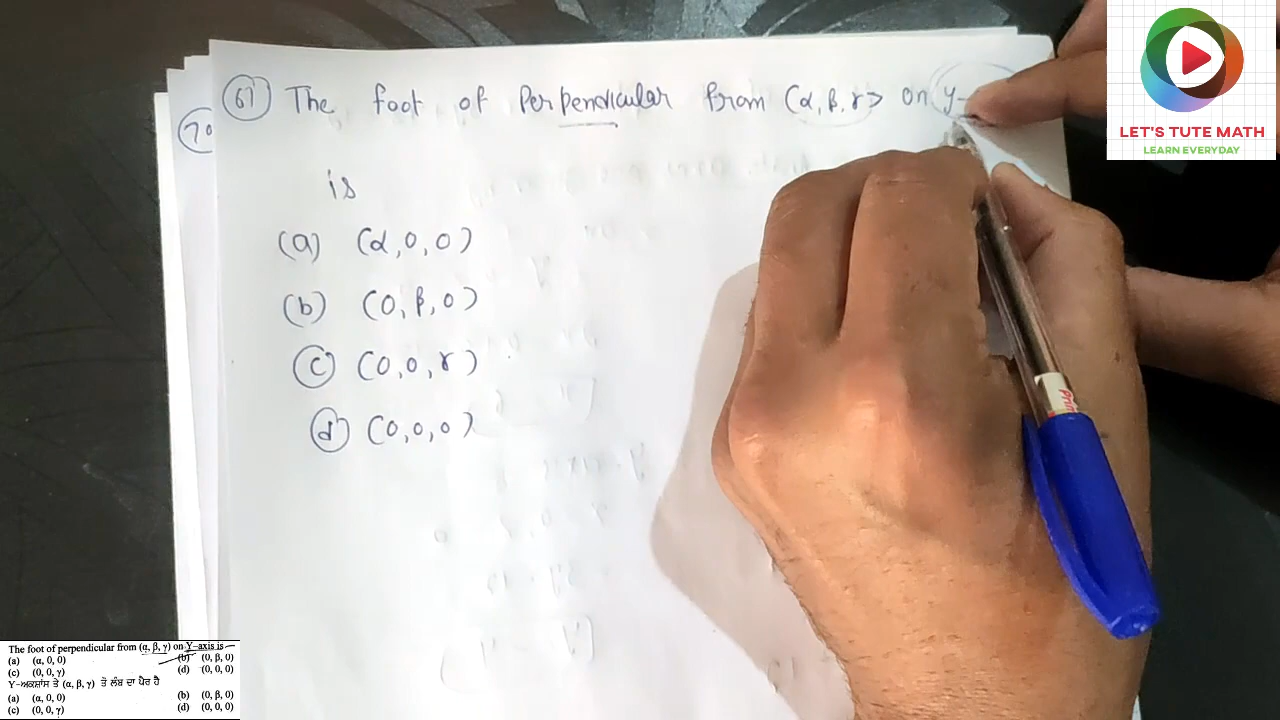 67 The foot of Perpendicular from (α, β, γ) on y-
is
(a) (α, 0, 0)
(b) (0, β, 0)
(c) (0, 0, γ)
(d) (0, 0, 0)
70
LET'S TUTE MATH
LEARN EVERYDAY
The foot of perpendicular from (α, β, γ) on Y–axis is
(a) (α, 0, 0) (b) (0, β, 0)
(c) (0, 0, γ) (d) (0, 0, 0)
Y–ਅਕਸ਼ਾਂਸ ਤੇ (α, β, γ) ਤੋਂ ਲੰਬ ਦਾ ਪੈਰ ਹੈ
(a) (α, 0, 0) (b) (0, β, 0)
(c) (0, 0, γ) (d) (0, 0, 0)